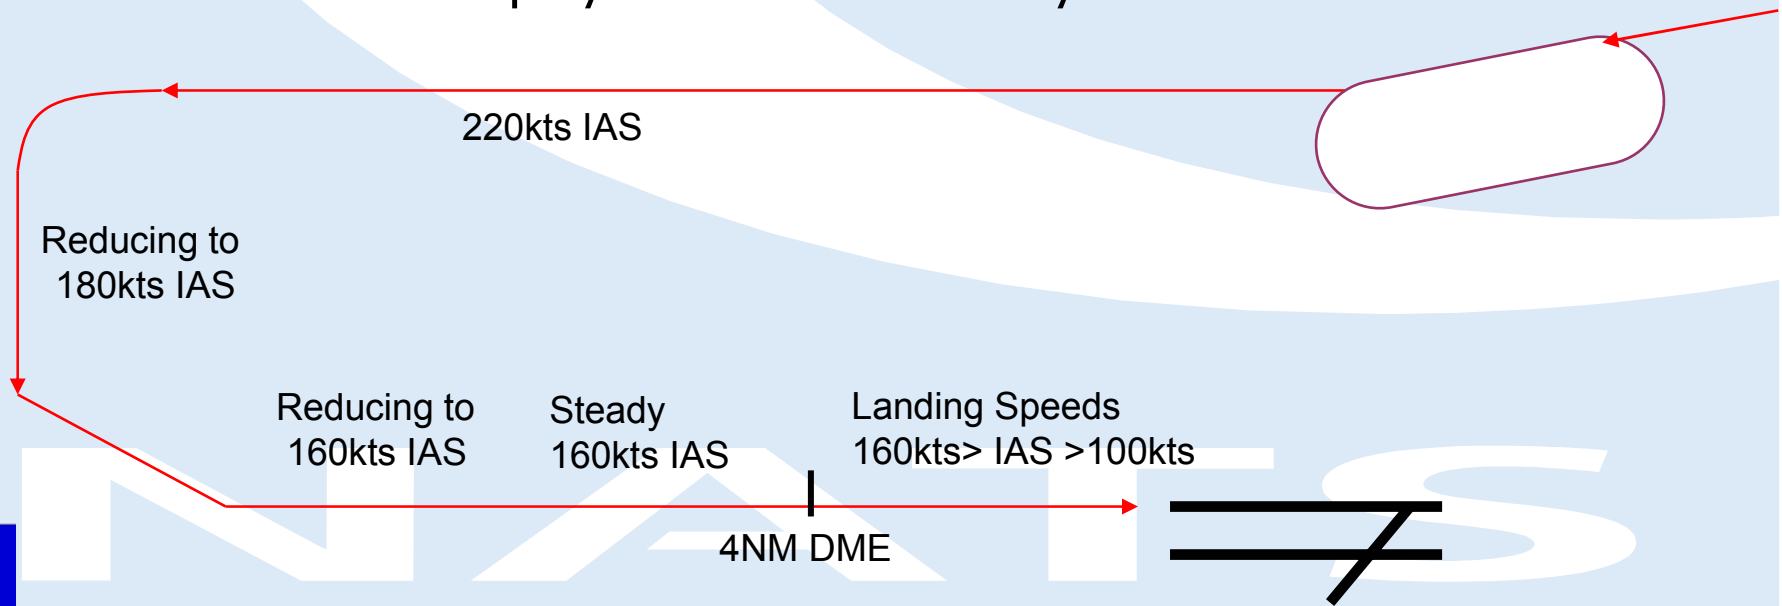 220kts IAS
Reducing to
180kts IAS
Reducing to
160kts IAS
Steady
160kts IAS
Landing Speeds
160kts> IAS >100kts
4NM DME
NATS